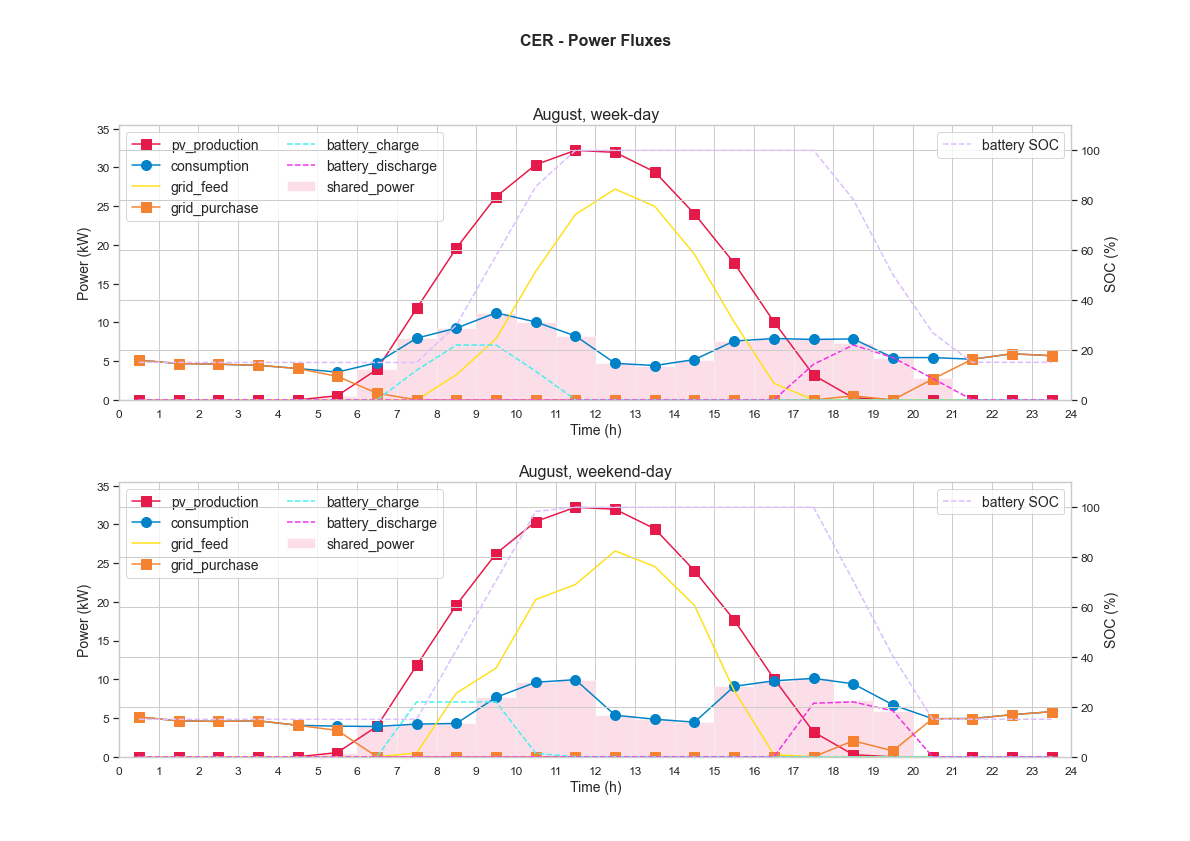 CER - Power Fluxes
August, week-day
pv_production
consumption
grid_feed
grid_purchase
battery_charge
battery_discharge
shared_power
battery SOC
Power (kW)
35
30
25
20
15
10
5
0
SOC (%)
100
80
60
40
20
0
0 1 2 3 4 5 6 7 8 9 10 11 12 13 14 15 16 17 18 19 20 21 22 23 24
Time (h)
August, weekend-day
pv_production
consumption
grid_feed
grid_purchase
battery_charge
battery_discharge
shared_power
battery SOC
Power (kW)
35
30
25
20
15
10
5
0
SOC (%)
100
80
60
40
20
0
0 1 2 3 4 5 6 7 8 9 10 11 12 13 14 15 16 17 18 19 20 21 22 23 24
Time (h)